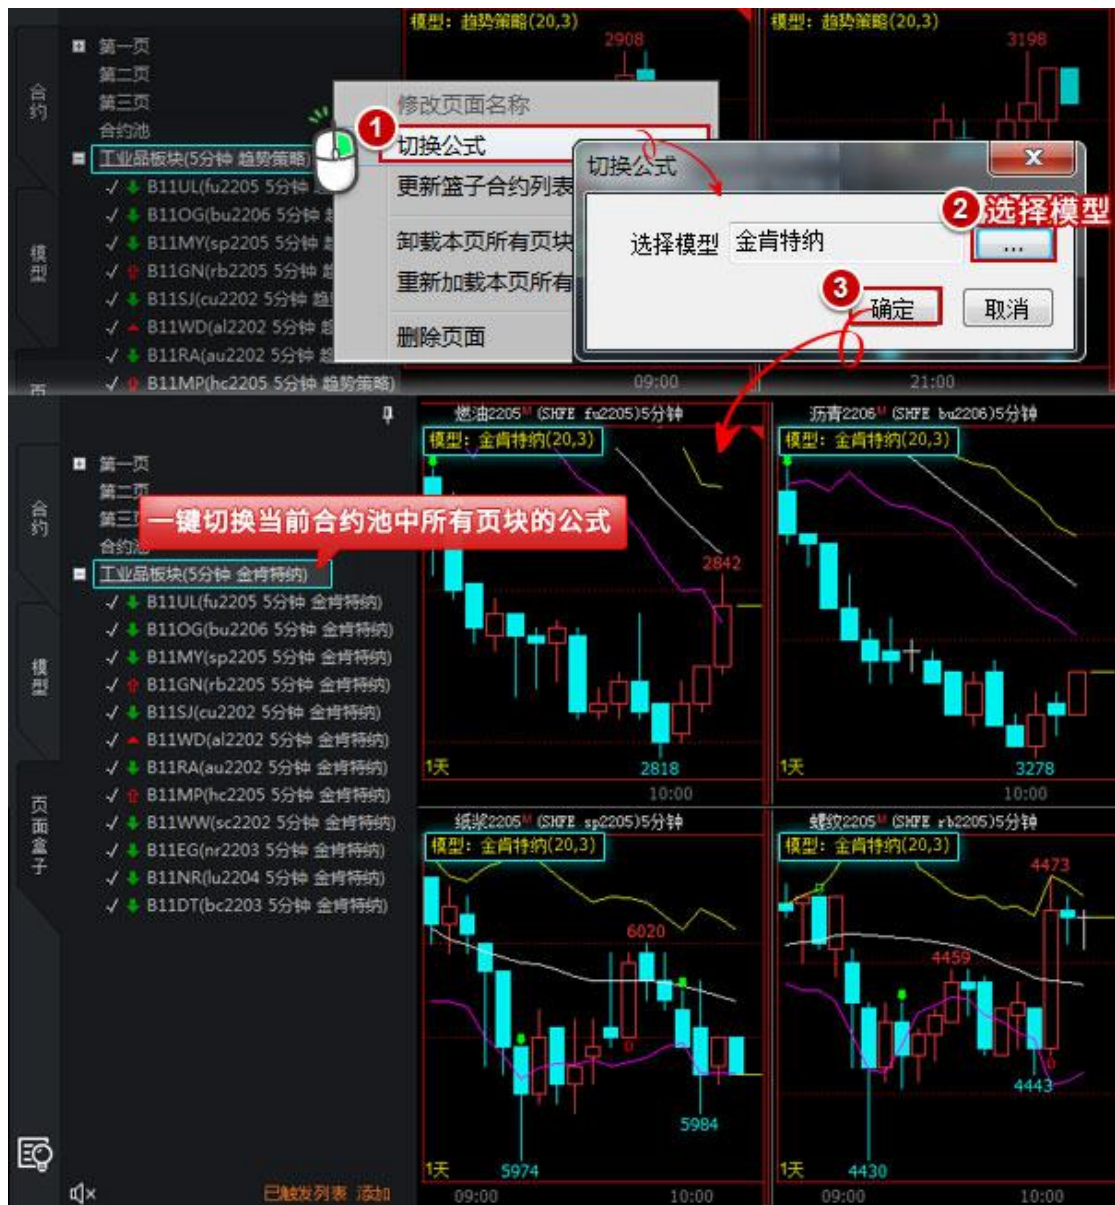 模型：趋势策略(20,3)
2908
模型：趋势策略(20,3)
3198
合约
第一页
第二页
第三页
合约池
工业品板块(5分钟 趋势策略)
B11UL(fu2205 5分钟
B11OG(bu2206 5分钟
B11MY(sp2205 5分钟
模型
B11GN(rb2205 5分钟 趋
B11SJ(cu2202 5分钟 趋
B11WD(al2202 5分钟
B11RA(au2202 5分钟
B11MP(hc2205 5分钟 趋势策略)
页
修改页面名称
1
切换公式
更新篮子合约列表
卸载本页所有页块
重新加载本页所有
删除页面
切换公式
X
2
选择模型
选择模型
金肯特纳
...
3
确定
取消
09:00
21:00
合约
第一页
第二页
第三
合约池
一键切换当前合约池中所有页块的公式
工业品板块(5分钟 金肯特纳)
B11UL(fu2205 5分钟 金肯特纳)
B11OG(bu2206 5分钟 金肯特纳)
B11MY(sp2205 5分钟 金肯特纳)
模型
B11GN(rb2205 5分钟 金肯特纳)
B11SJ(cu2202 5分钟 金肯特纳)
B11WD(al2202 5分钟 金肯特纳)
B11RA(au2202 5分钟 金肯特纳)
B11MP(hc2205 5分钟 金肯特纳)
页面盒子
B11WW(sc2202 5分钟 金肯特纳)
B11EG(nr2203 5分钟 金肯特纳)
B11NR(lu2204 5分钟 金肯特纳)
B11DT(bc2203 5分钟 金肯特纳)
已触发列表 添加
燃油2205M (SHFE fu2205)5分钟
模型：金肯特纳(20,3)
2842
1天
2818
10:00
沥青2206M (SHFE bu2206)5分钟
模型：金肯特纳(20,3)
1天
3278
10:00
纸浆2205M (SHFE sp2205)5分钟
模型：金肯特纳(20,3)
6020
0
5984
1天
5974
09:00
10:00
螺纹2205M (SHFE rb2205)5分钟
模型：金肯特纳(20,3)
4473
4459
0
4443
1天
4430
09:00
10:00